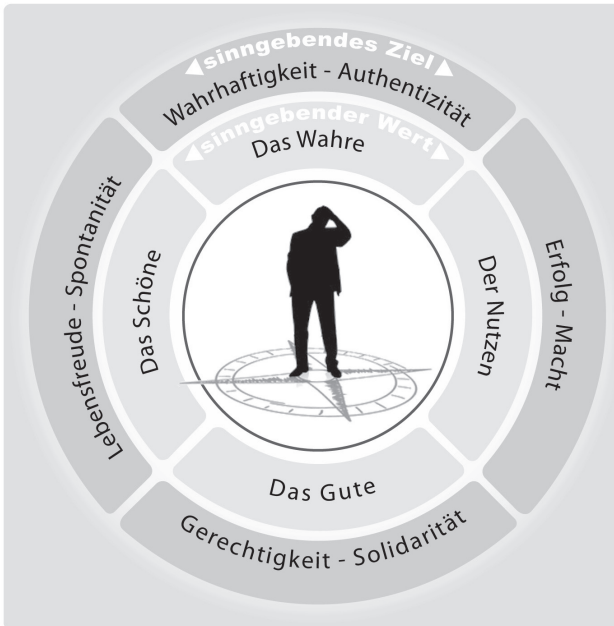 sinngebendes Ziel
Wahrhaftigkeit - Authentizität
sinngebender Wert
Das Wahre
Lebensfreude - Spontanität
Das Schöne
Der Nutzen
Erfolg - Macht
Das Gute
Gerechtigkeit - Solidarität